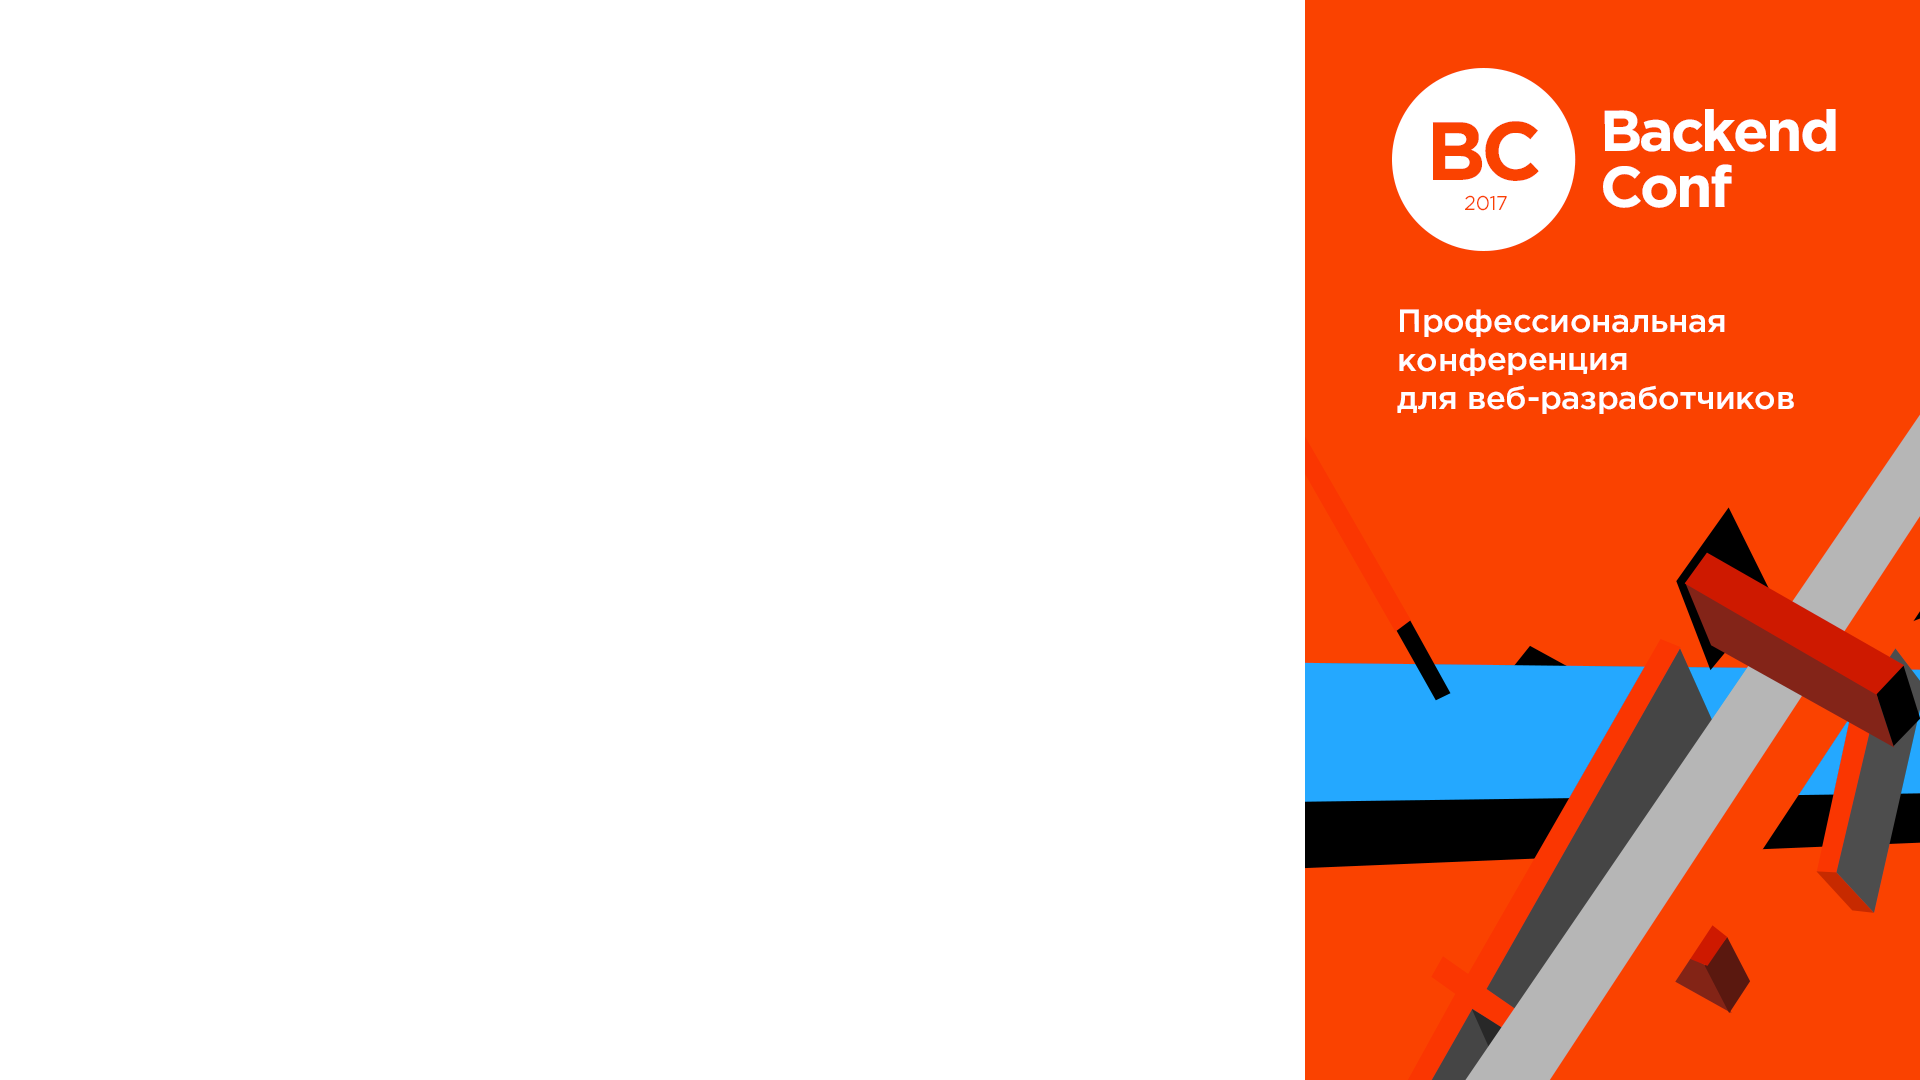 BC
2017
Backend
Conf
Профессиональная
конференция
для веб-разработчиков